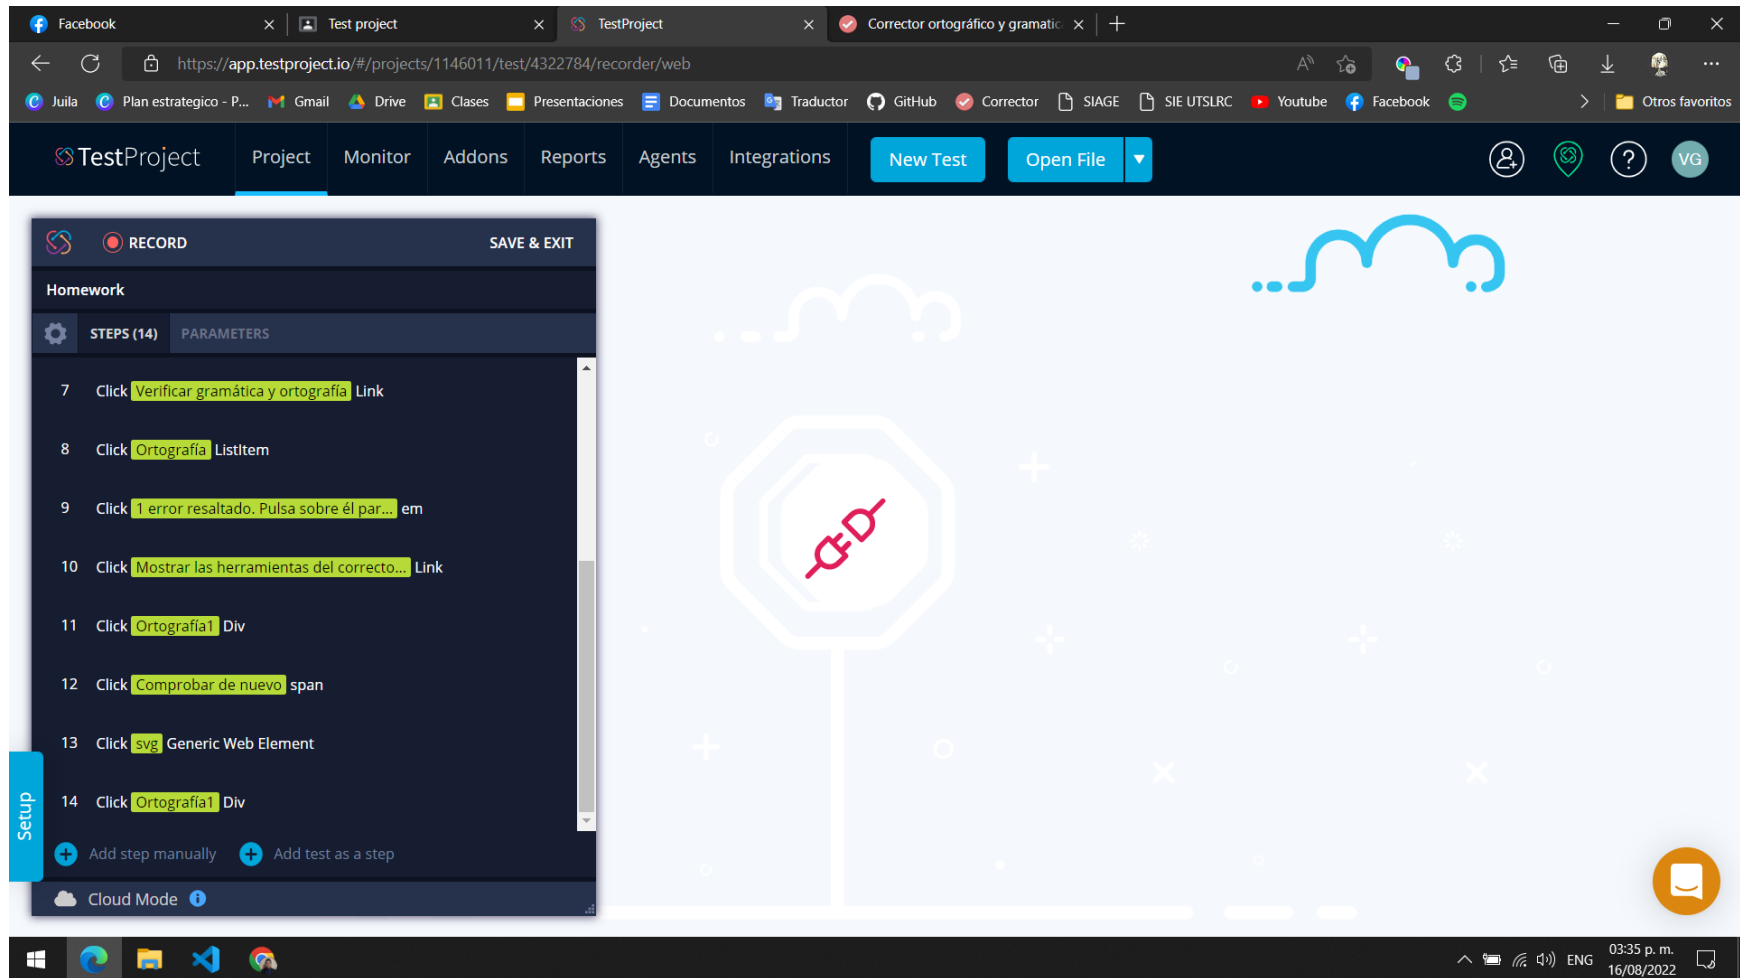 Facebook
Test project
TestProject
Corrector ortográfico y gramatic
https://app.testproject.io/#/projects/1146011/test/4322784/recorder/web
Juila
Plan estrategico - P...
Gmail
Drive
Clases
Presentaciones
Documentos
Traductor
GitHub
Corrector
SIAGE
SIE UTSLRC
Youtube
Facebook
Otros favoritos
TestProject
Project
Monitor
Addons
Reports
Agents
Integrations
New Test
Open File
VG
RECORD
SAVE & EXIT
Homework
STEPS (14)
PARAMETERS
7 Click Verificar gramática y ortografía Link
8 Click Ortografía ListItem
9 Click 1 error resaltado. Pulsa sobre él par... em
10 Click Mostrar las herramientas del correcto... Link
11 Click Ortografía1 Div
12 Click Comprobar de nuevo span
13 Click svg Generic Web Element
14 Click Ortografía1 Div
Setup
Add step manually
Add test as a step
Cloud Mode
ENG
03:35 p. m.
16/08/2022